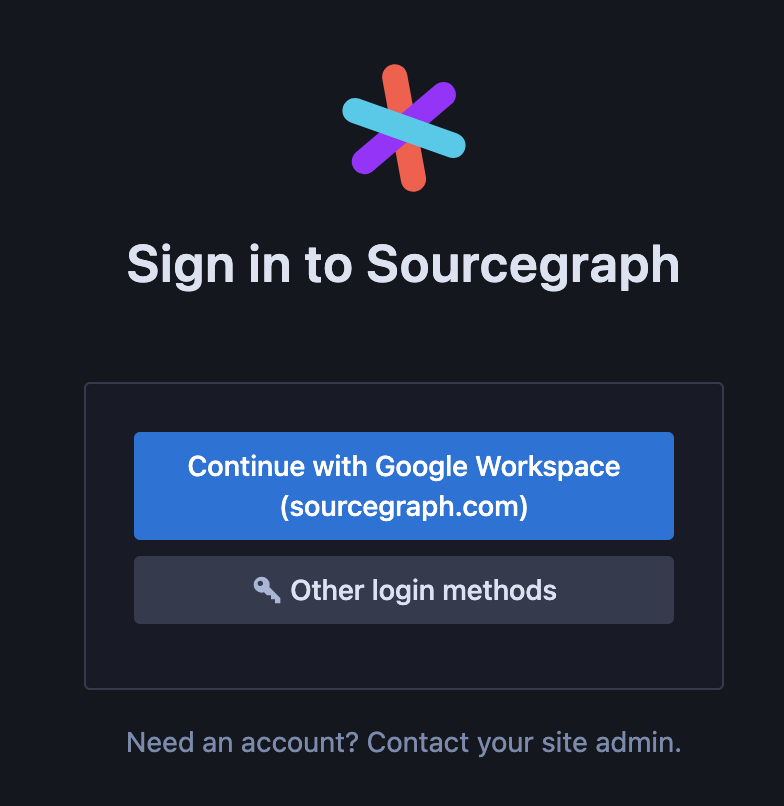 Sign in to Sourcegraph
Continue with Google Workspace
(sourcegraph.com)
Other login methods
Need an account? Contact your site admin.